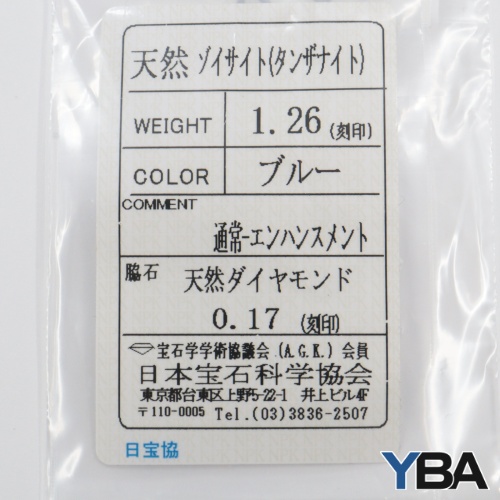 天然 ゾイサイト(タンザナイト)
WEIGHT 1.26 (刻印)
COLOR ブルー
COMMENT
通常-エンハンスメント
脇石 天然ダイヤモンド
0.17 (刻印)
宝石学学術協議会 (A.G.K.) 会員
日本宝石科学協会
東京都台東区上野5-22-1 井上ビル4F
〒110-0005 Tel.(03)3836-2507
日宝協
YBA